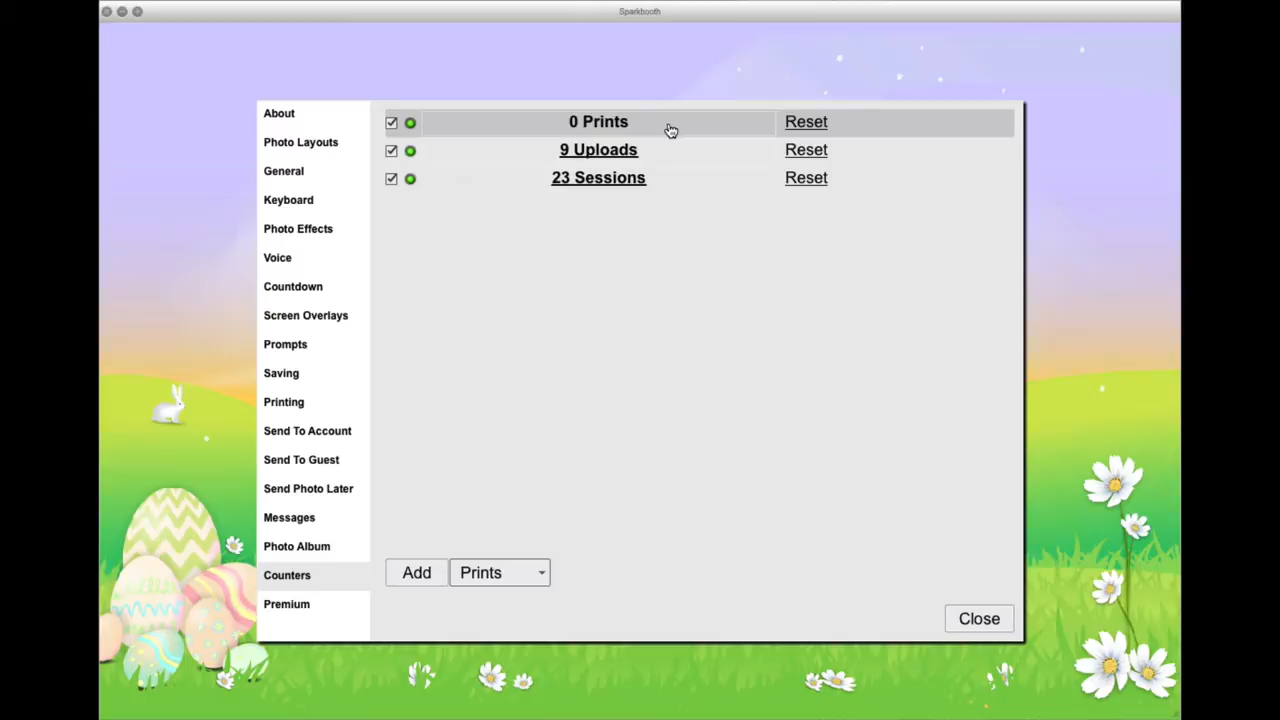 Sparkbooth
About
Photo Layouts
General
Keyboard
Photo Effects
Voice
Countdown
Screen Overlays
Prompts
Saving
Printing
Send To Account
Send To Guest
Send Photo Later
Messages
Photo Album
Counters
Premium
0 Prints Reset
9 Uploads Reset
23 Sessions Reset
Add Prints
Close